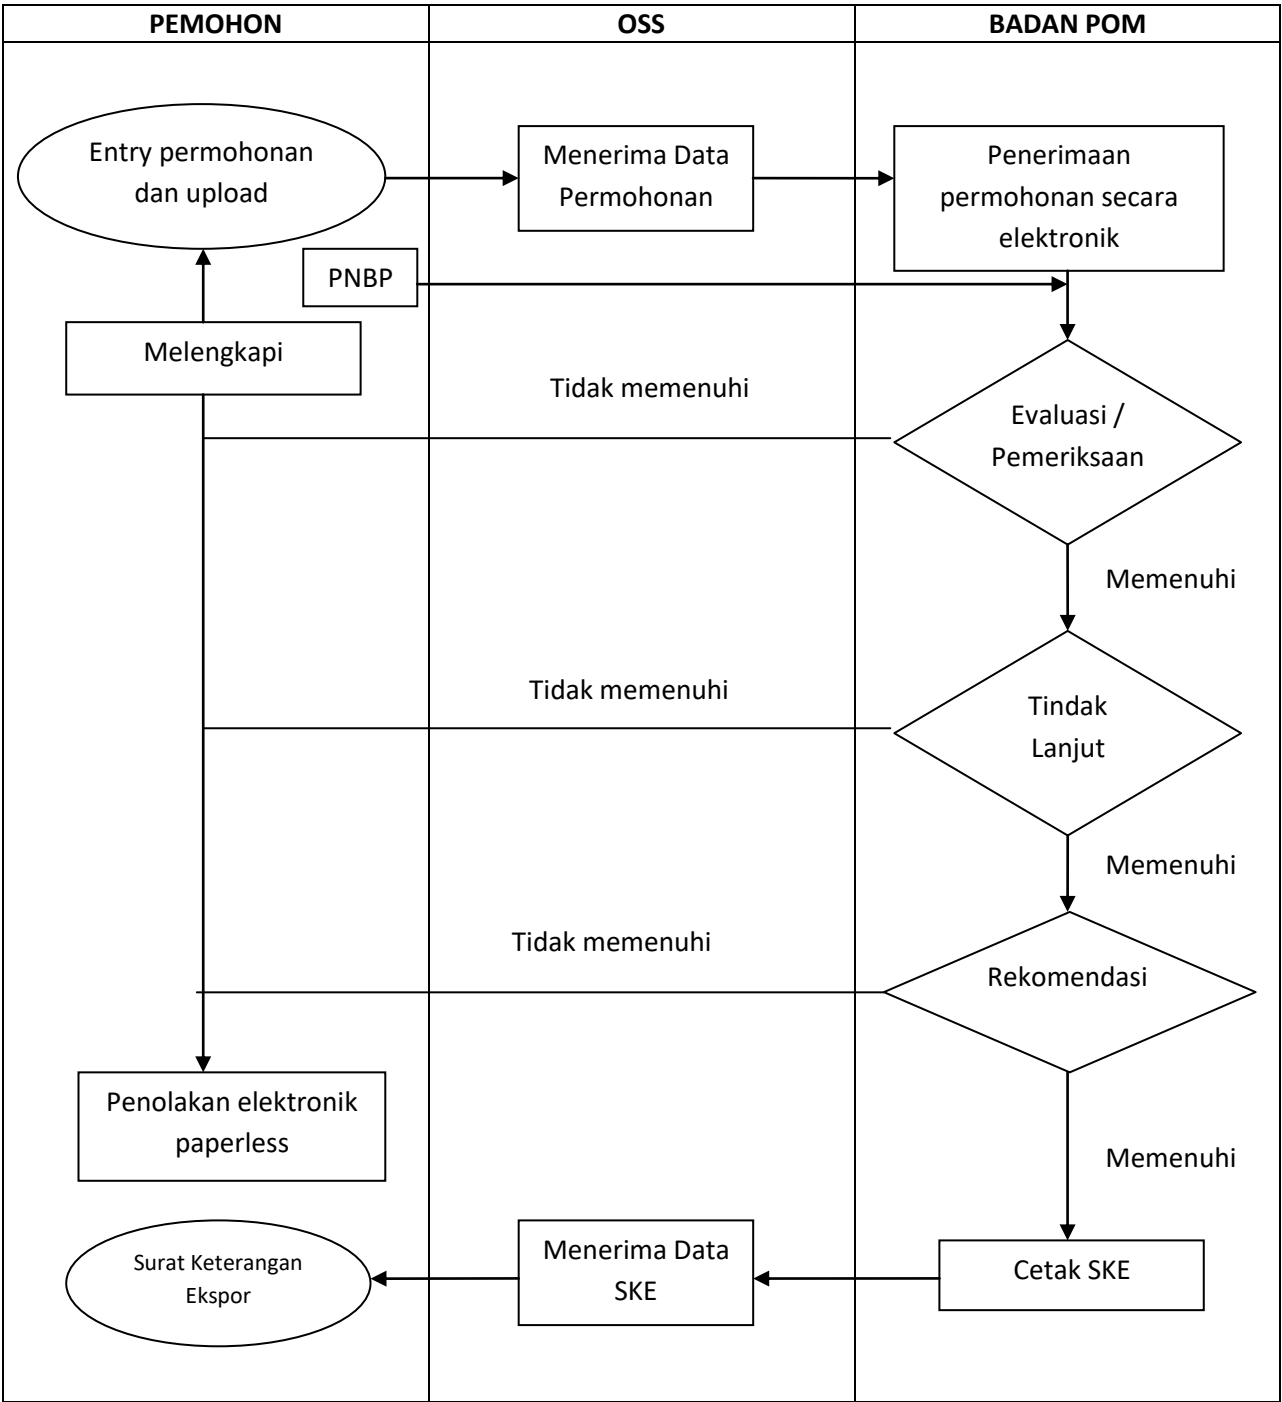 PEMOHON
OSS
BADAN POM
Entry permohonan
dan upload
Menerima Data
Permohonan
Penerimaan
permohonan secara
elektronik
PNBP
Melengkapi
Tidak memenuhi
Evaluasi /
Pemeriksaan
Memenuhi
Tidak memenuhi
Tindak
Lanjut
Memenuhi
Tidak memenuhi
Rekomendasi
Penolakan elektronik
paperless
Memenuhi
Surat Keterangan
Ekspor
Menerima Data
SKE
Cetak SKE